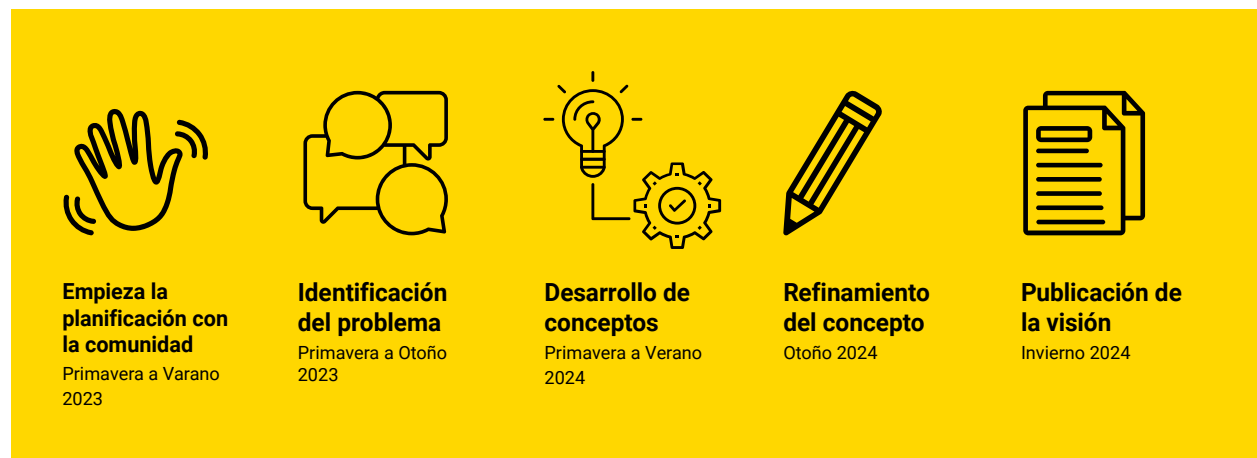 Empieza la
planificación con
la comunidad
Primavera a Varano
2023
Identificación
del problema
Primavera a Otoño
2023
Desarrollo de
conceptos
Primavera a Verano
2024
Refinamiento
del concepto
Otoño 2024
Publicación de
la visión
Invierno 2024